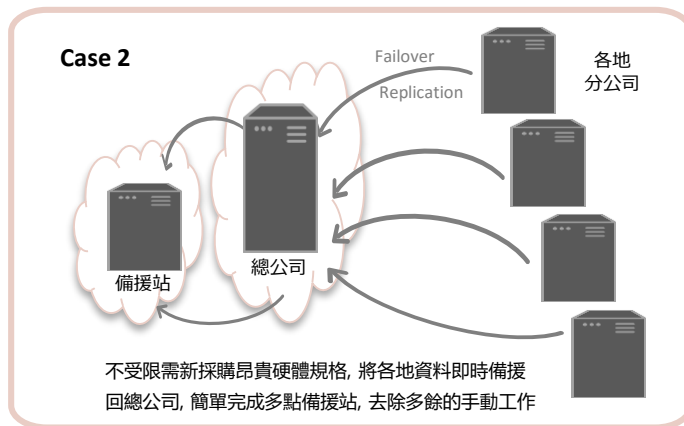 Case 2
Failover
Replication
各地
分公司
總公司
備援站
不受限需新採購昂貴硬體規格, 將各地資料即時備援
回總公司, 簡單完成多點備援站, 去除多餘的手動工作